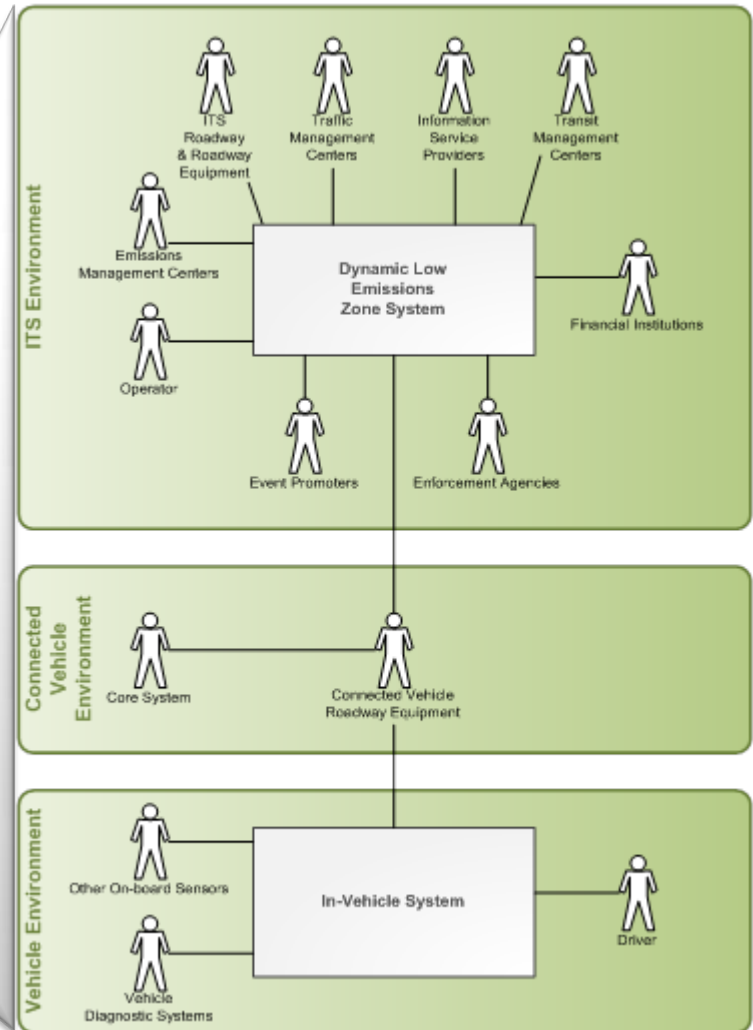 ITS Environment
ITS
Roadway
& Roadway
Equipment
Traffic
Management
Centers
Information
Service
Providers
Transit
Management
Centers
Emissions
Management Centers
Dynamic Low
Emissions
Zone System
Financial Institutions
Operator
Event Promoters
Enforcement Agencies
Connected
Vehicle
Environment
Core System
Connected Vehicle
Roadway Equipment
Vehicle Environment
Other On-board Sensors
In-Vehicle System
Driver
Vehicle
Diagnostic Systems